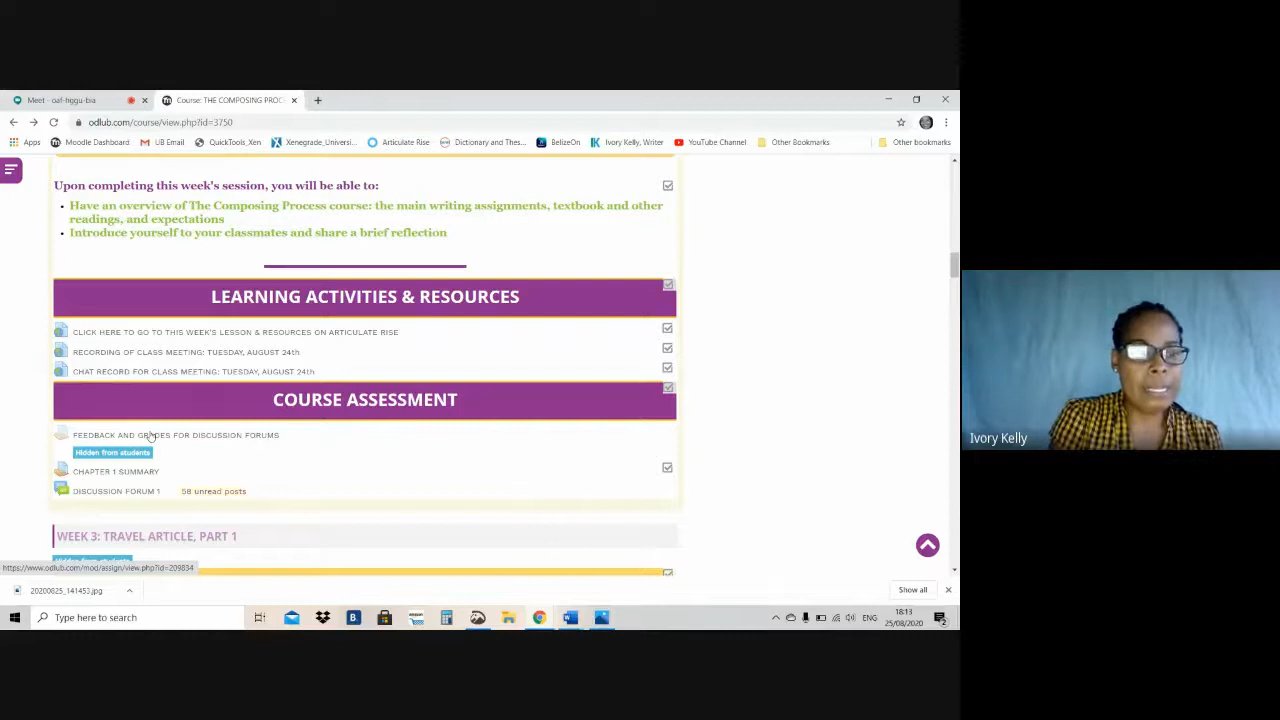 Meet - oaf-hggu-bia
Course: THE COMPOSING PROC
odlub.com/course/view.php?id=3750
Apps
Moodle Dashboard
UB Email
QuickTools_Xen
Xenegrade_Universi...
Articulate Rise
Dictionary and Thes...
BelizeOn
Ivory Kelly, Writer
YouTube Channel
Other Bookmarks
Other bookmarks
Upon completing this week's session, you will be able to:
Have an overview of The Composing Process course: the main writing assignments, textbook and other
readings, and expectations
Introduce yourself to your classmates and share a brief reflection
LEARNING ACTIVITIES & RESOURCES
CLICK HERE TO GO TO THIS WEEK'S LESSON & RESOURCES ON ARTICULATE RISE
RECORDING OF CLASS MEETING: TUESDAY, AUGUST 24th
CHAT RECORD FOR CLASS MEETING: TUESDAY, AUGUST 24th
COURSE ASSESSMENT
FEEDBACK AND GRADES FOR DISCUSSION FORUMS
Hidden from students
CHAPTER 1 SUMMARY
DISCUSSION FORUM 1 58 unread posts
WEEK 3: TRAVEL ARTICLE, PART 1
Hidden from students
https://www.odlub.com/mod/assign/view.php?id=209834
20200825_141453.jpg
Show all
Type here to search
ENG
18:13
25/08/2020
2
Ivory Kelly